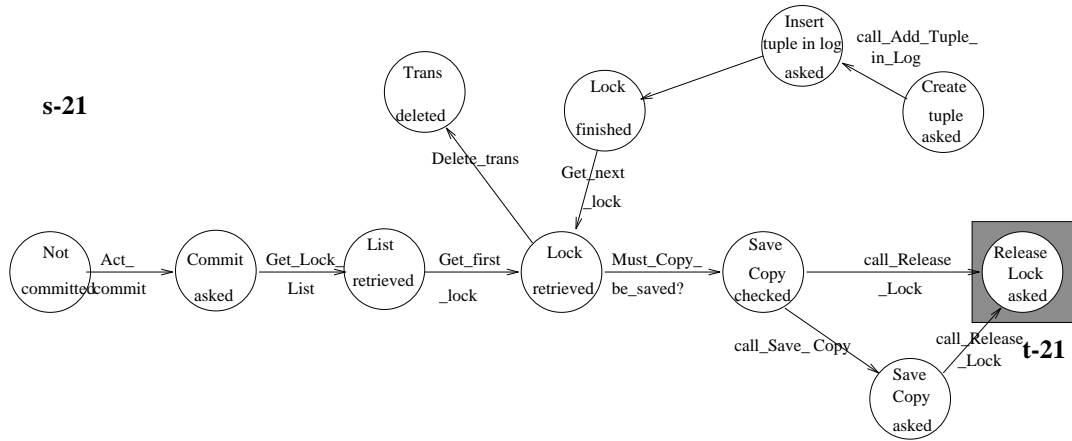 Insert
tuple in log
asked
call_Add_Tuple_
in_Log
Trans
deleted
Lock
finished
Create
tuple
asked
s-21
Delete_trans
Get_next
_lock
Not
committed
Act_
commit
Commit
asked
Get_Lock_
List
List
retrieved
Get_first
_lock
Lock
retrieved
Must_Copy_
be_saved?
Save
Copy
checked
call_Release
_Lock
Release
Lock
asked
call_Save_ Copy
call_Release
_Lock
t-21
Save
Copy
asked